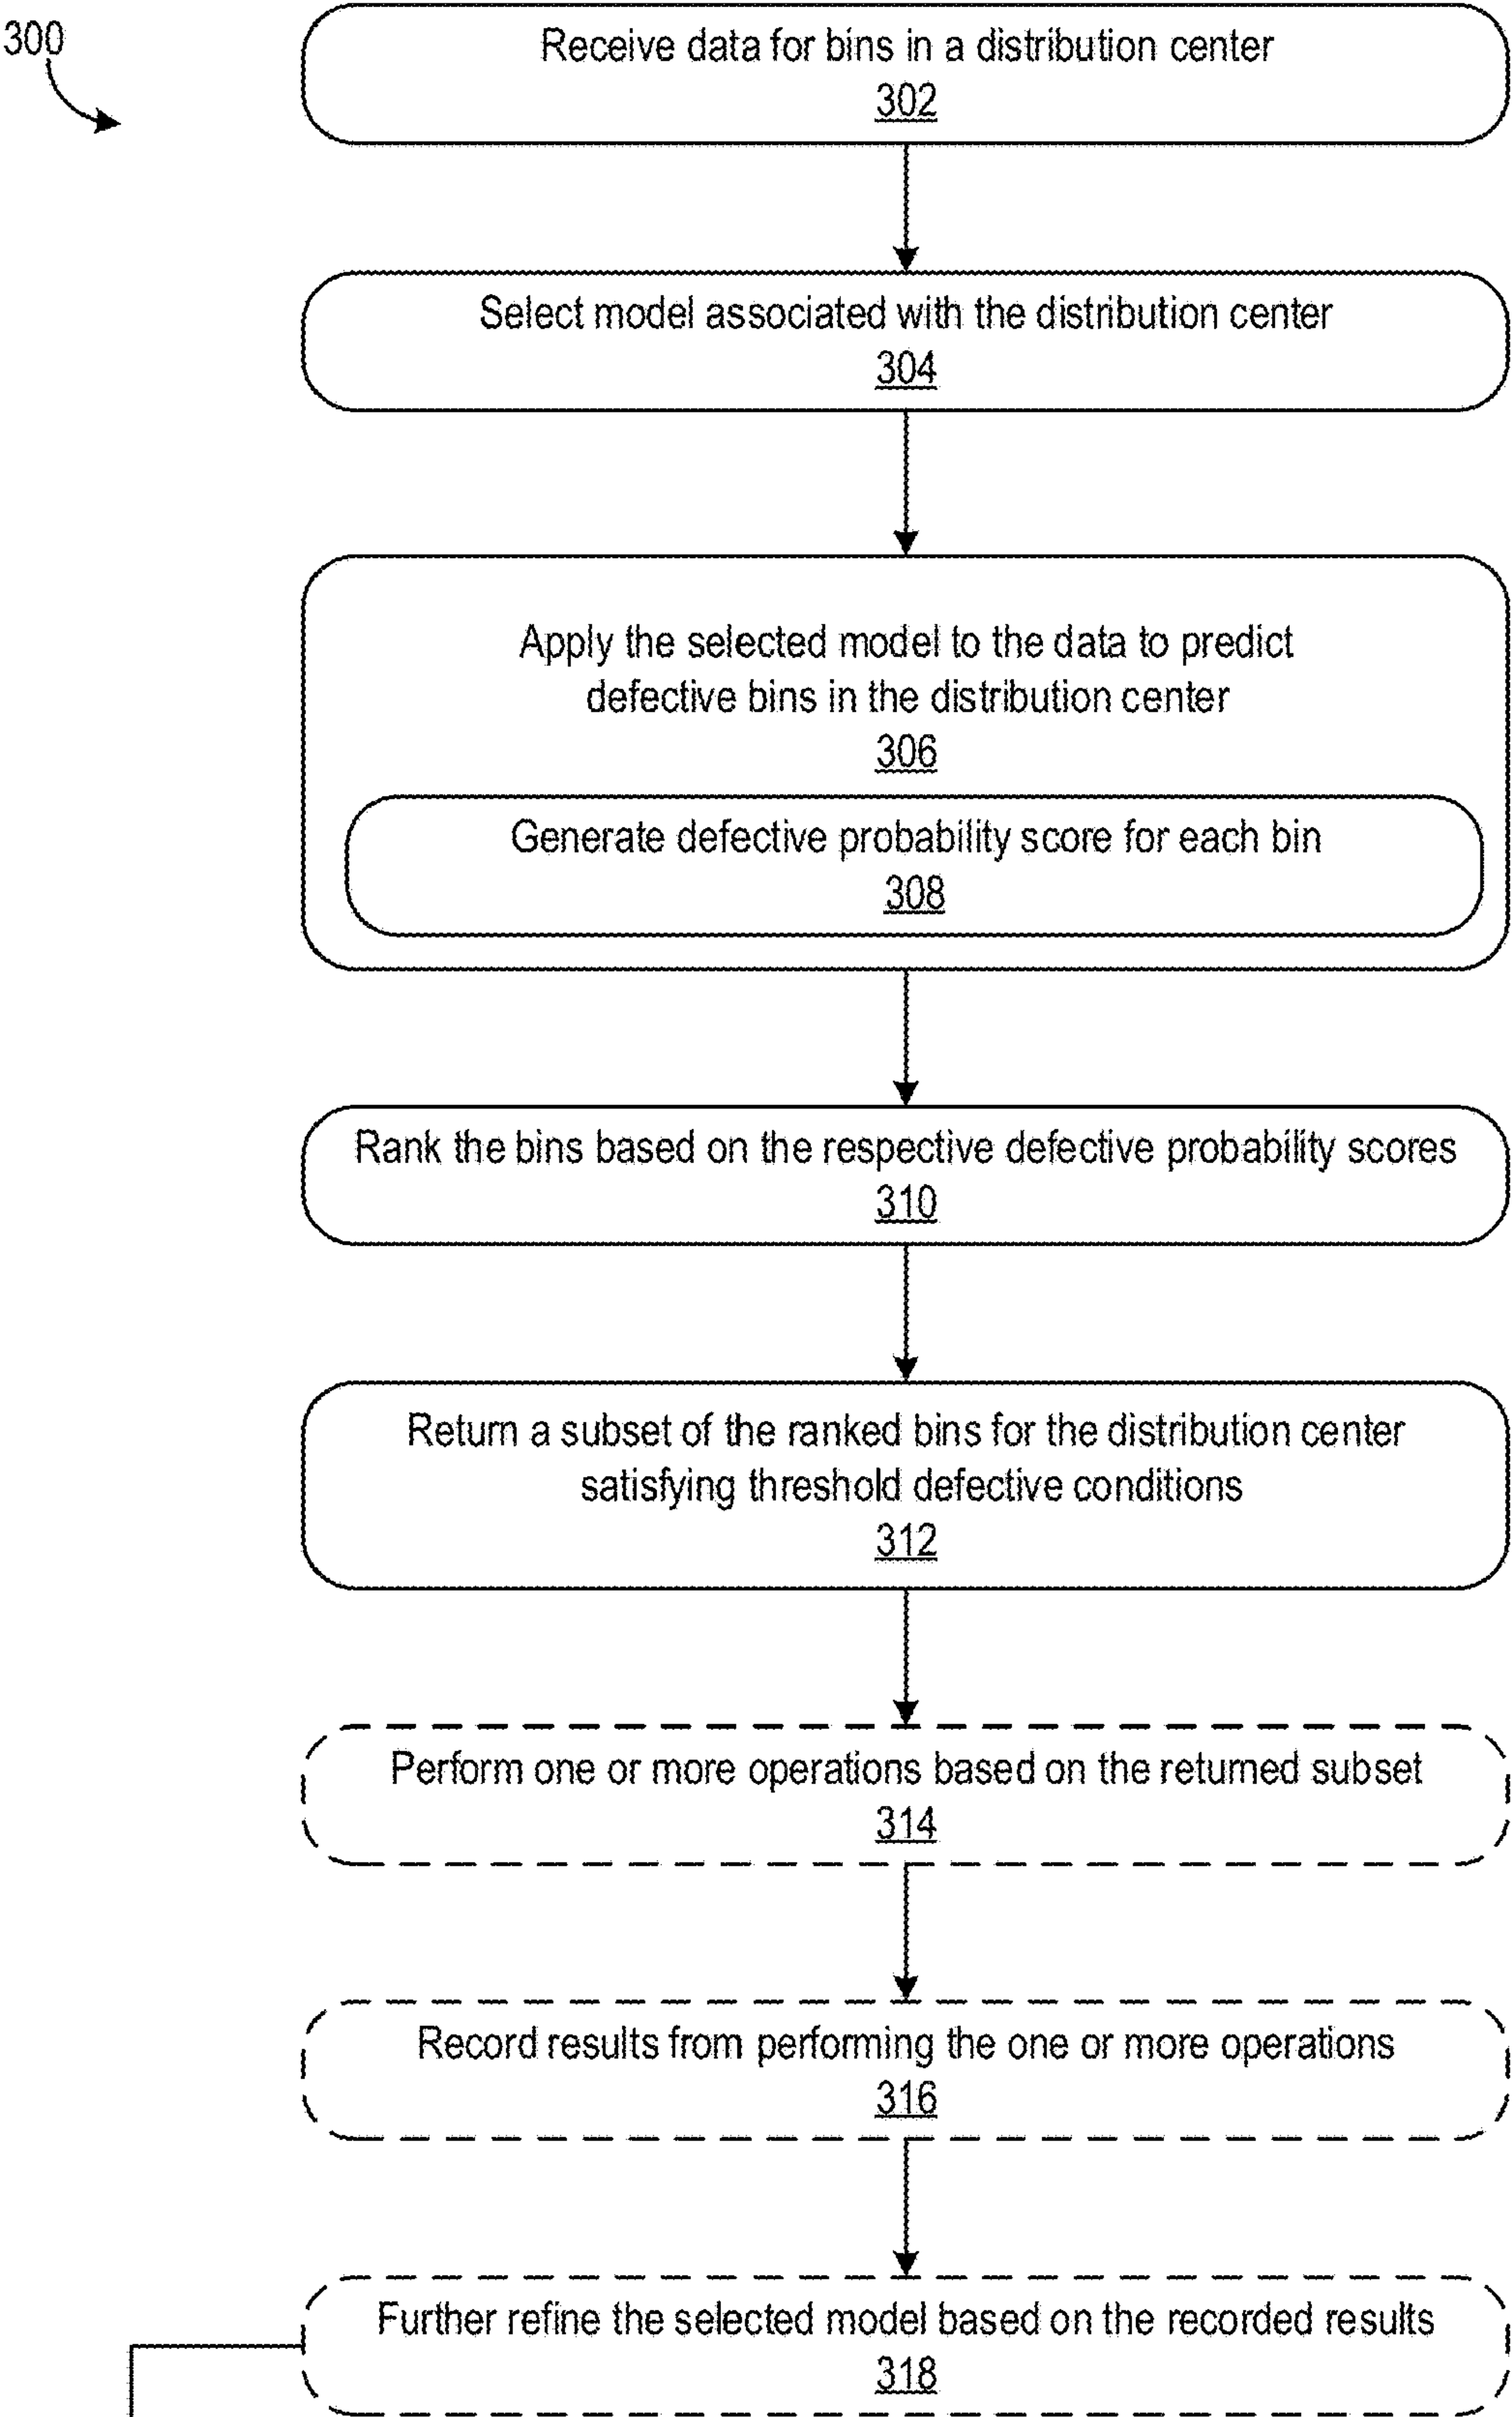 300
Receive data for bins in a distribution center
302
Select model associated with the distribution center
304
Apply the selected model to the data to predict
defective bins in the distribution center
306
Generate defective probability score for each bin
308
Rank the bins based on the respective defective probability scores
310
Return a subset of the ranked bins for the distribution center
satisfying threshold defective conditions
312
Perform one or more operations based on the returned subset
314
Record results from performing the one or more operations
316
Further refine the selected model based on the recorded results
318